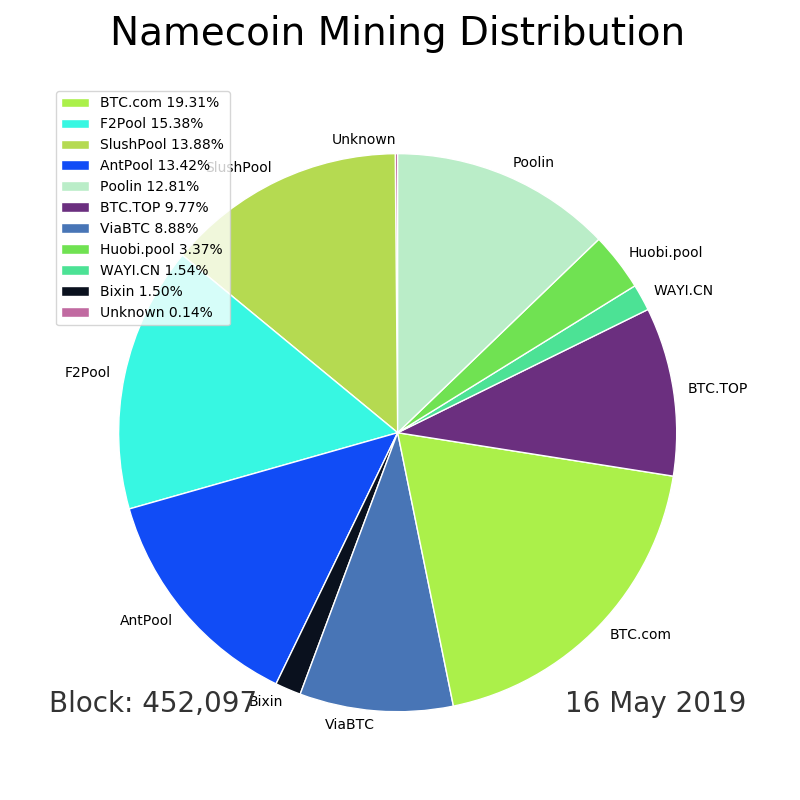 Namecoin Mining Distribution
BTC.com 19.31%
F2Pool 15.38%
SlushPool 13.88%
AntPool 13.42%
Poolin 12.81%
BTC.TOP 9.77%
ViaBTC 8.88%
Huobi.pool 3.37%
WAYI.CN 1.54%
Bixin 1.50%
Unknown 0.14%
Unknown
Poolin
SlushPool
Huobi.pool
WAYI.CN
F2Pool
BTC.TOP
AntPool
BTC.com
Bixin
ViaBTC
Block: 452,097
16 May 2019